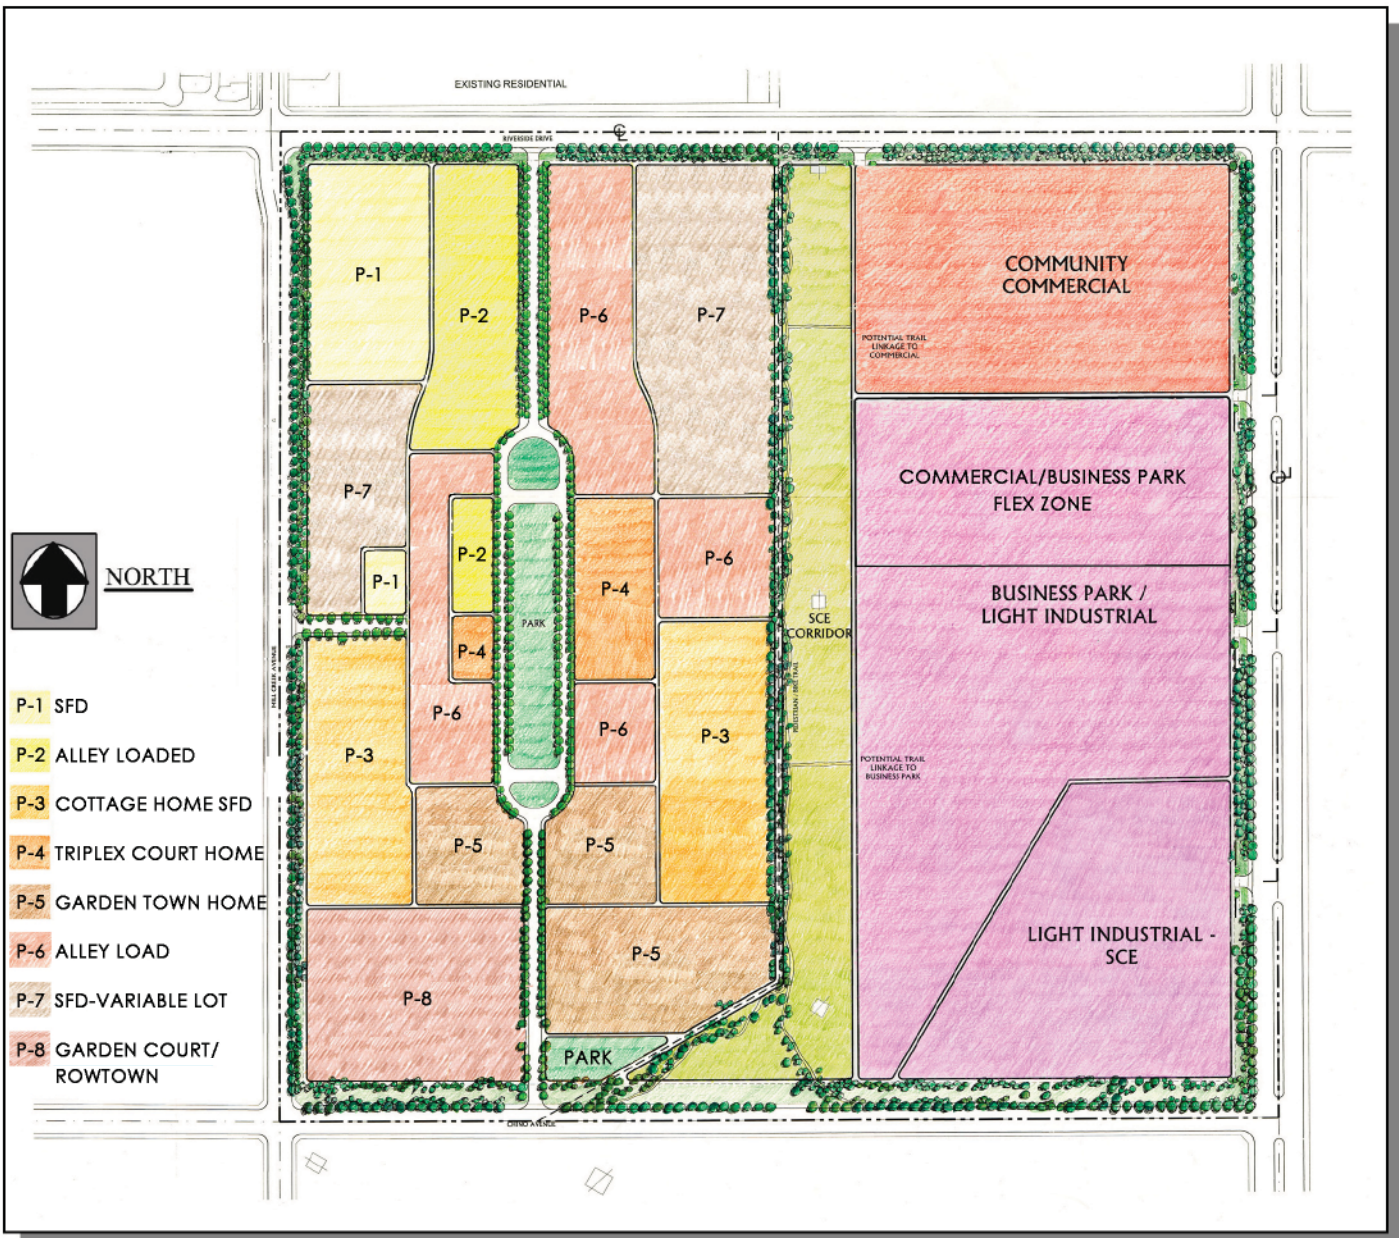 EXISTING RESIDENTIAL
RIVERSIDE DRIVE
P-1
P-2
P-6
P-7
COMMUNITY
COMMERCIAL
POTENTIAL TRAIL
LINKAGE TO
COMMERCIAL
P-7
COMMERCIAL/BUSINESS PARK
FLEX ZONE
P-2
P-1
P-4
P-6
NORTH
BUSINESS PARK /
LIGHT INDUSTRIAL
PARK
SCE
CORRIDOR
P-4
MILL CREEK AVENUE
P-6
P-6
P-3
P-3
POTENTIAL TRAIL
LINKAGE TO
BUSINESS PARK
P-5
P-5
LIGHT INDUSTRIAL -
SCE
P-5
P-8
PARK
CHINO AVENUE
P-1 SFD
P-2 ALLEY LOADED
P-3 COTTAGE HOME SFD
P-4 TRIPLEX COURT HOME
P-5 GARDEN TOWN HOME
P-6 ALLEY LOAD
P-7 SFD-VARIABLE LOT
P-8 GARDEN COURT/
ROWTOWN